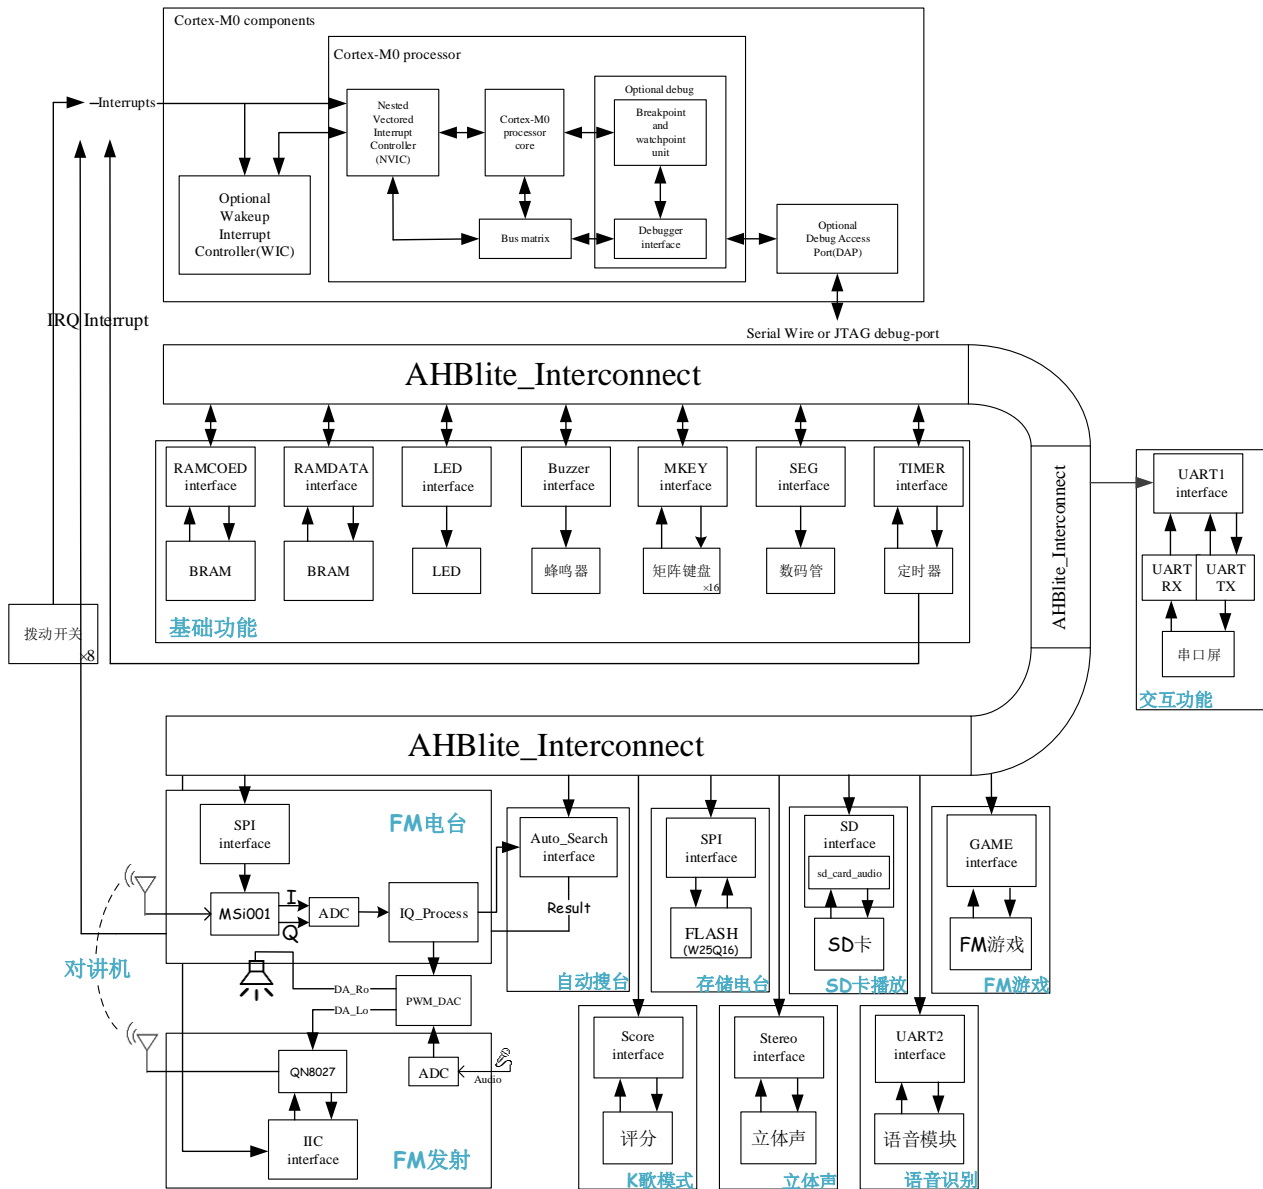 Cortex-M0 components
Cortex-M0 processor
Optional debug
Interrupts
Nested
Vectored
Interrupt
Controller
(NVIC)
Cortex-M0
processor
core
Breakpoint
and
watchpoint
unit
Optional
Wakeup
Interrupt
Controller(WIC)
Bus matrix
Debugger
interface
Optional
Debug Access
Port(DAP)
IRQ Interrupt
Serial Wire or JTAG debug-port
AHBlite_Interconnect
RAMCOED
interface
RAMDATA
interface
LED
interface
Buzzer
interface
MKEY
interface
SEG
interface
TIMER
interface
BRAM
BRAM
LED
蜂鸣器
矩阵键盘
×16
数码管
定时器
基础功能
拨动开关
×8
AHBlite_Interconnect
UART1
interface
UART
RX
UART
TX
串口屏
交互功能
AHBlite_Interconnect
SPI
interface
FM电台
MSi001
I
Q
ADC
IQ_Process
Auto_Search
interface
Result
自动搜台
SPI
interface
FLASH
(W25Q16)
存储电台
SD
interface
sd_card_audio
SD卡
SD卡播放
GAME
interface
FM游戏
FM游戏
对讲机
DA_Ro
DA_Lo
PWM_DAC
QN8027
ADC
Audio
IIC
interface
FM发射
Score
interface
评分
K歌模式
Stereo
interface
立体声
立体声
UART2
interface
语音模块
语音识别